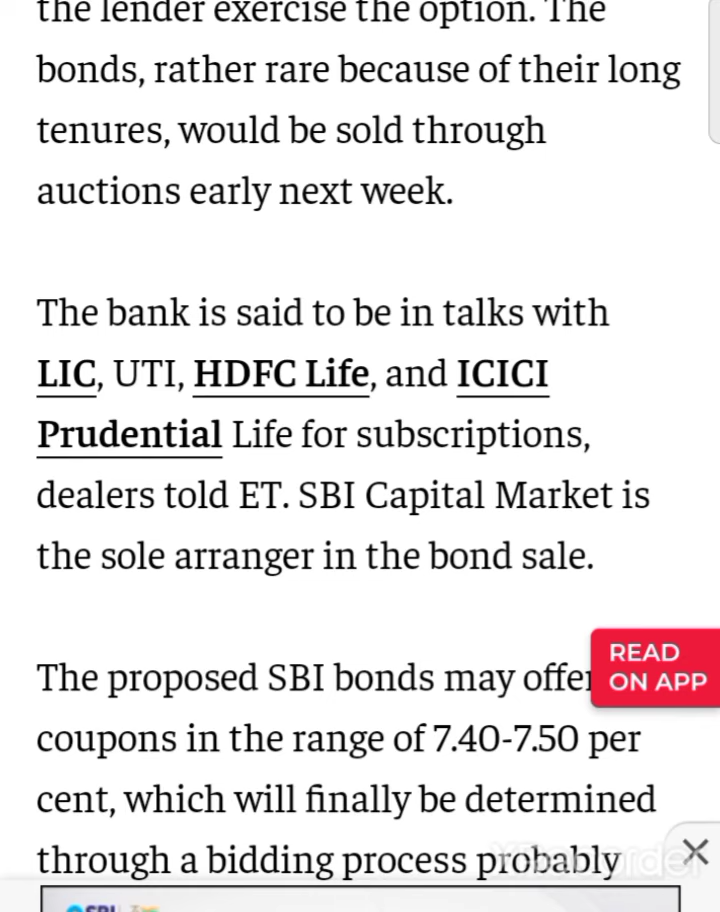 the lender exercise the option. The
bonds, rather rare because of their long
tenures, would be sold through
auctions early next week.
The bank is said to be in talks with
LIC, UTI, HDFC Life, and ICICI
Prudential Life for subscriptions,
dealers told ET. SBI Capital Market is
the sole arranger in the bond sale.
READ
ON APP
The proposed SBI bonds may offer
coupons in the range of 7.40-7.50 per
cent, which will finally be determined
through a bidding process probably
SBI